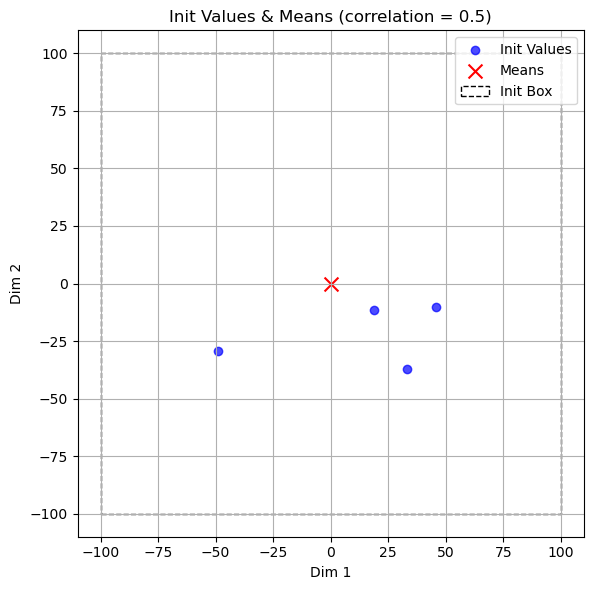 Init Values & Means (correlation = 0.5)
Init Values
Means
Init Box
100
75
50
25
0
−25
−50
−75
−100
Dim 2
−100 −75 −50 −25 0 25 50 75 100
Dim 1